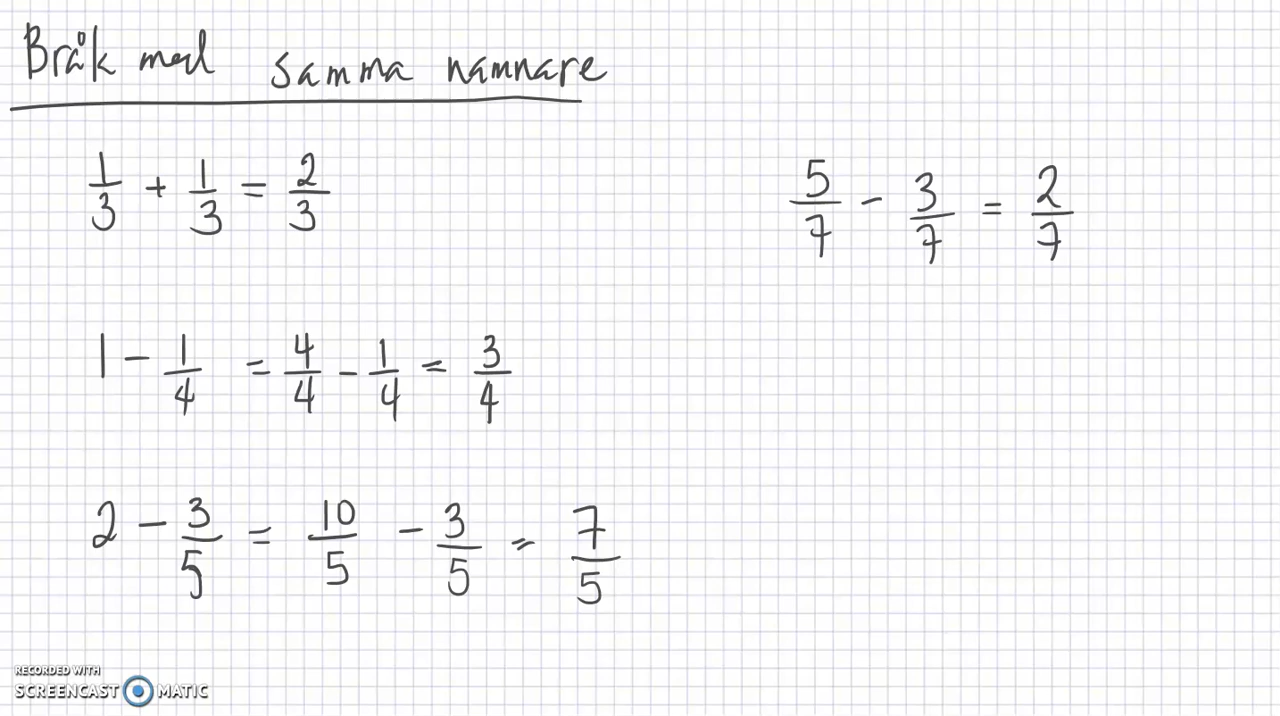 Bråk med samma namnare
1/3 + 1/3 = 2/3
5/7 - 3/7 = 2/7
1 - 1/4 = 4/4 - 1/4 = 3/4
2 - 3/5 = 10/5 - 3/5 = 7/5
RECORDED WITH
SCREENCAST MATIC